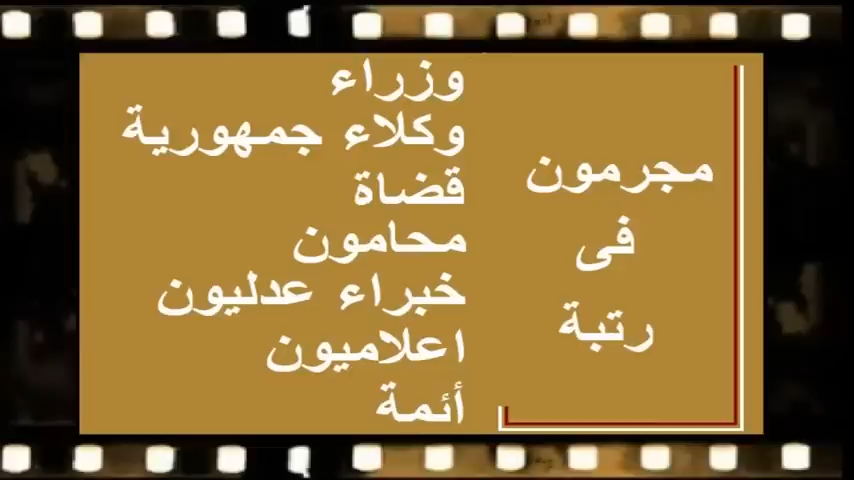 مجرمون
فى
رتبة
وزراء
وكلاء جمهورية
قضاة
محامون
خبراء عدليون
اعلاميون
أئمة